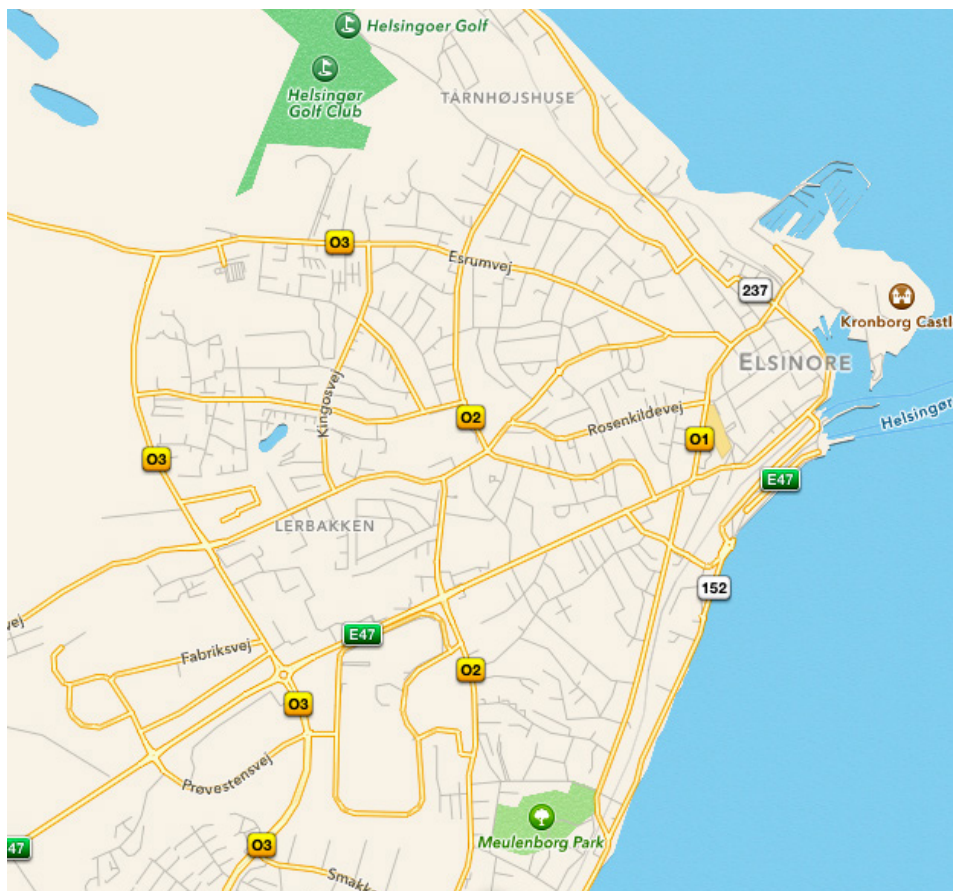 Helsingoer Golf
Helsingør
Golf Club
TÅRNHØJSHUSE
O3
Esrumvej
237
Kronborg Castl
ELSINORE
Kingosvej
O2
Rosenkildevej
O1
Helsingør
O3
E47
LERBAKKEN
152
vej
E47
Fabriksvej
O2
O3
Prøvestensvej
Meulenborg Park
47
O3
Smakk